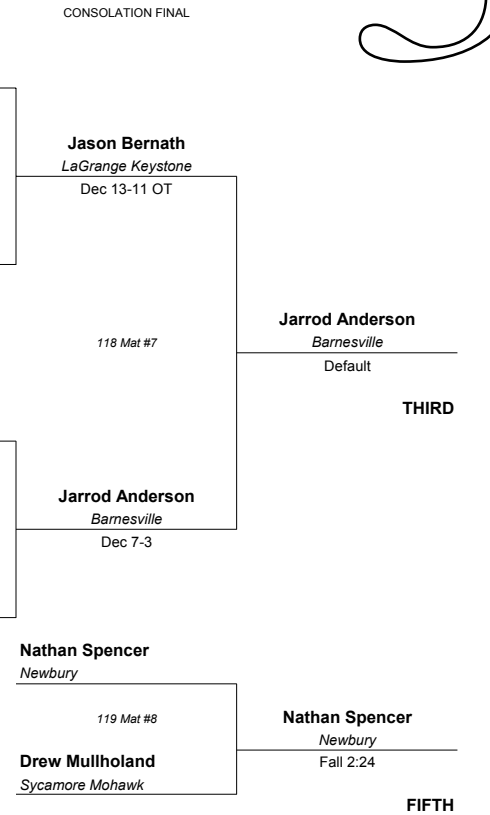 CONSOLATION FINAL
Jason Bernath
LaGrange Keystone
Dec 13-11 OT
118 Mat #7
Jarrod Anderson
Barnesville
Default
THIRD
Jarrod Anderson
Barnesville
Dec 7-3
Nathan Spencer
Newbury
119 Mat #8
Drew Mullholand
Sycamore Mohawk
Nathan Spencer
Newbury
Fall 2:24
FIFTH